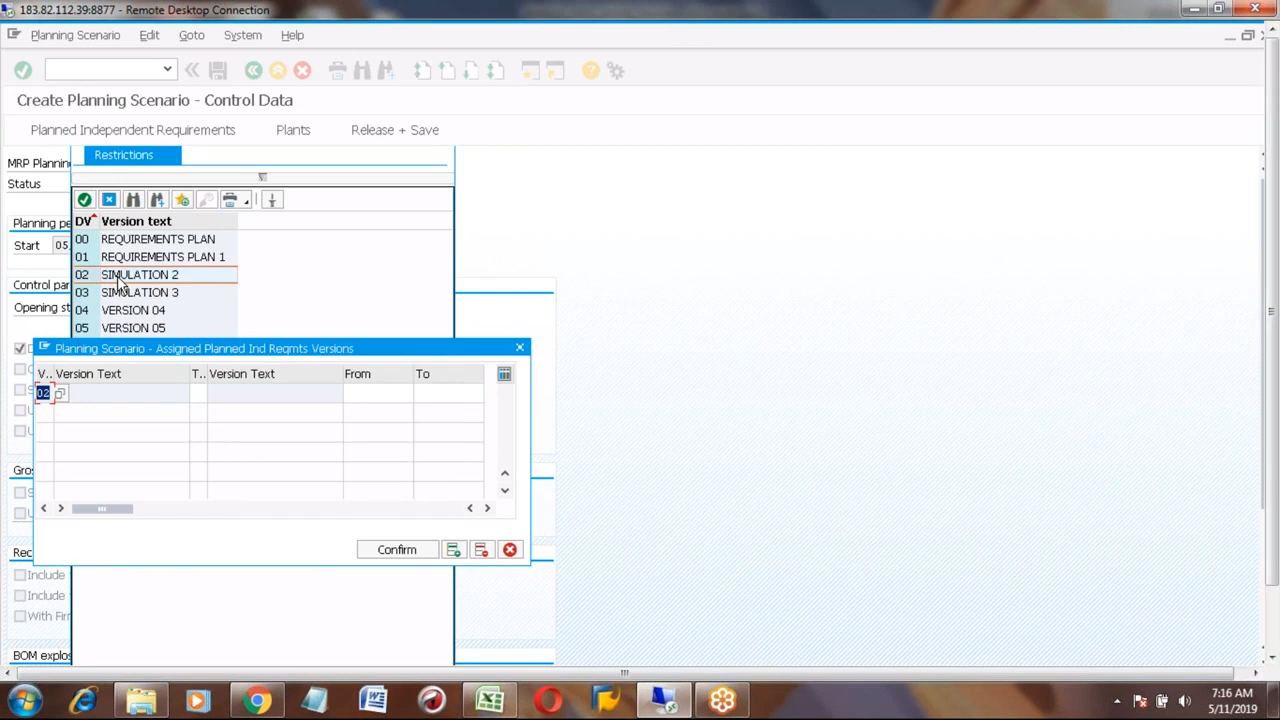 183.82.112.39:8877 - Remote Desktop Connection
Planning Scenario Edit Goto System Help
Create Planning Scenario - Control Data
Planned Independent Requirements Plants Release + Save
Restrictions
MRP Plannin
Status
DV Version text
Planning pe
00 REQUIREMENTS PLAN
Start 05.
01 REQUIREMENTS PLAN 1
02 SIMULATION 2
Control par
03 SIMULATION 3
Opening st
04 VERSION 04
05 VERSION 05
Planning Scenario - Assigned Planned Ind Reqmts Versions
V.. Version Text T.. Version Text From To
02
Gros
Confirm
Rec
Include
Include
With Fir
BOM explos
7:16 AM
5/11/2019